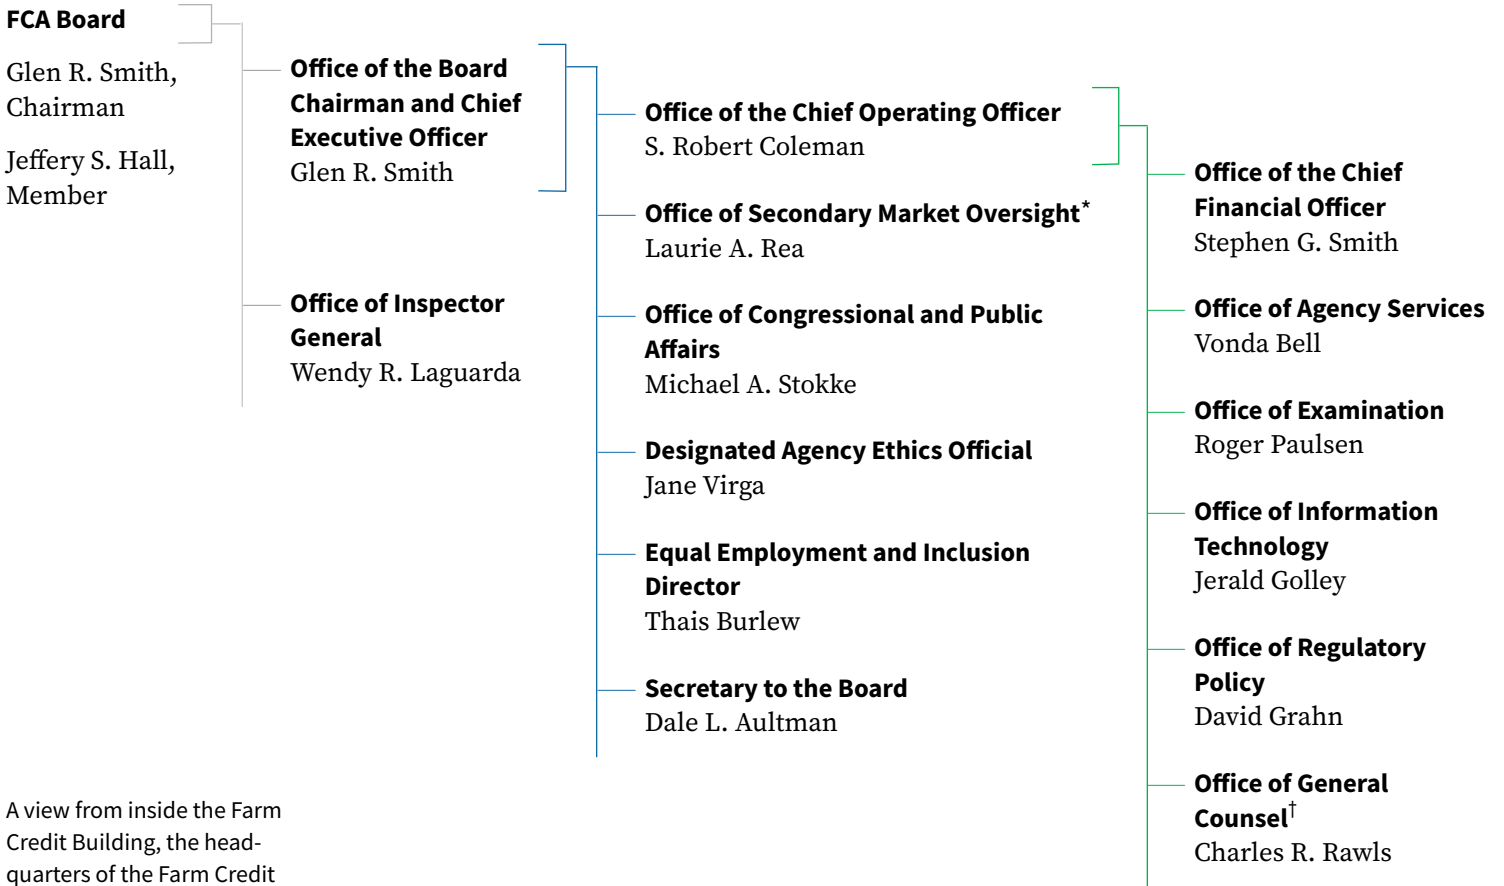 FCA Board
Glen R. Smith,
Chairman
Jeffery S. Hall,
Member
Office of the Board
Chairman and Chief
Executive Officer
Glen R. Smith
Office of Inspector
General
Wendy R. Laguarda
Office of the Chief Operating Officer
S. Robert Coleman
Office of Secondary Market Oversight*
Laurie A. Rea
Office of Congressional and Public
Affairs
Michael A. Stokke
Designated Agency Ethics Official
Jane Virga
Equal Employment and Inclusion
Director
Thais Burlew
Secretary to the Board
Dale L. Aultman
Office of the Chief
Financial Officer
Stephen G. Smith
Office of Agency Services
Vonda Bell
Office of Examination
Roger Paulsen
Office of Information
Technology
Jerald Golley
Office of Regulatory
Policy
David Grahn
Office of General
Counsel†
Charles R. Rawls
A view from inside the Farm
Credit Building, the head-
quarters of the Farm Credit